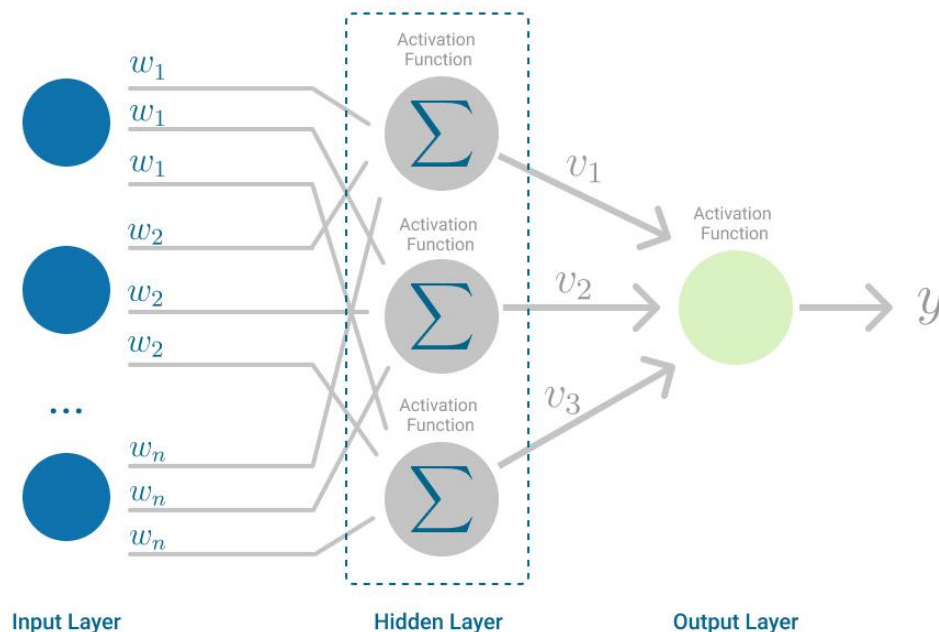 Activation
Function
w₁
w₁
w₁
Σ
v₁
Activation
Function
w₂
Activation
Function
w₂
Σ
v₂
y
w₂
Activation
Function
v₃
...
wₙ
wₙ
Σ
wₙ
Input Layer
Hidden Layer
Output Layer